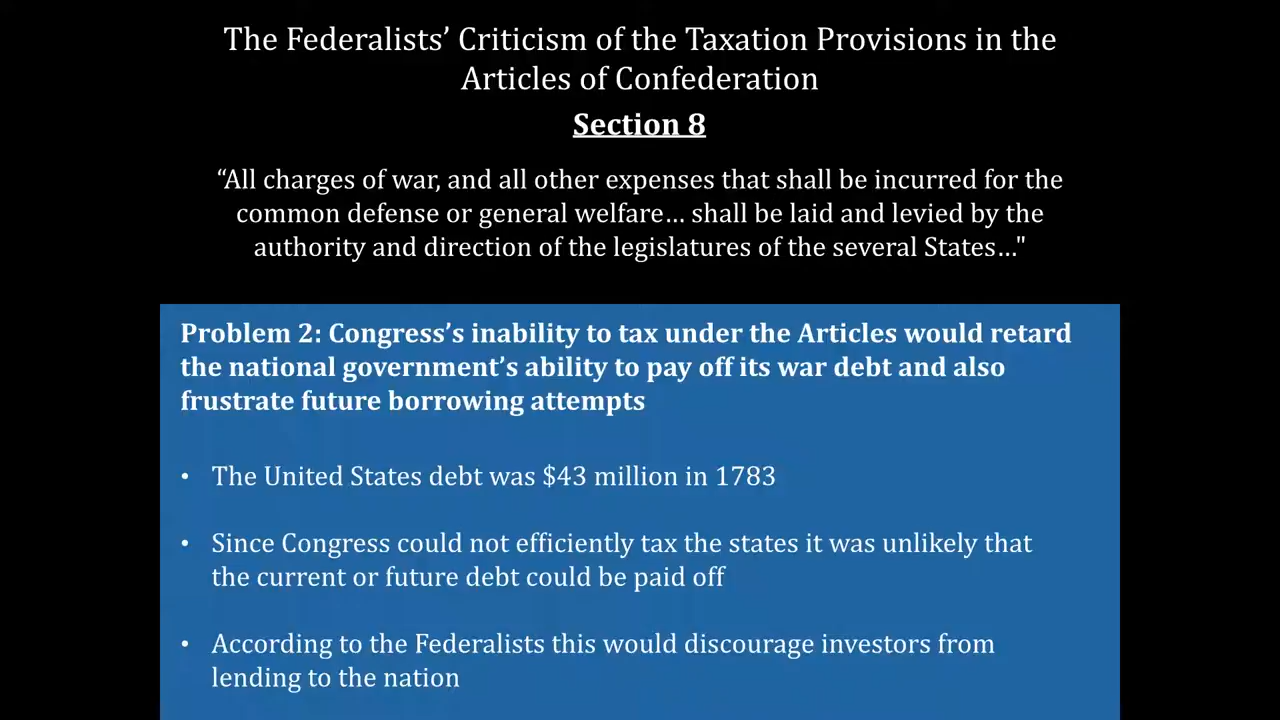 The Federalists’ Criticism of the Taxation Provisions in the
Articles of Confederation
Section 8
“All charges of war, and all other expenses that shall be incurred for the
common defense or general welfare… shall be laid and levied by the
authority and direction of the legislatures of the several States…"
Problem 2: Congress’s inability to tax under the Articles would retard
the national government’s ability to pay off its war debt and also
frustrate future borrowing attempts
• The United States debt was $43 million in 1783
• Since Congress could not efficiently tax the states it was unlikely that
the current or future debt could be paid off
• According to the Federalists this would discourage investors from
lending to the nation